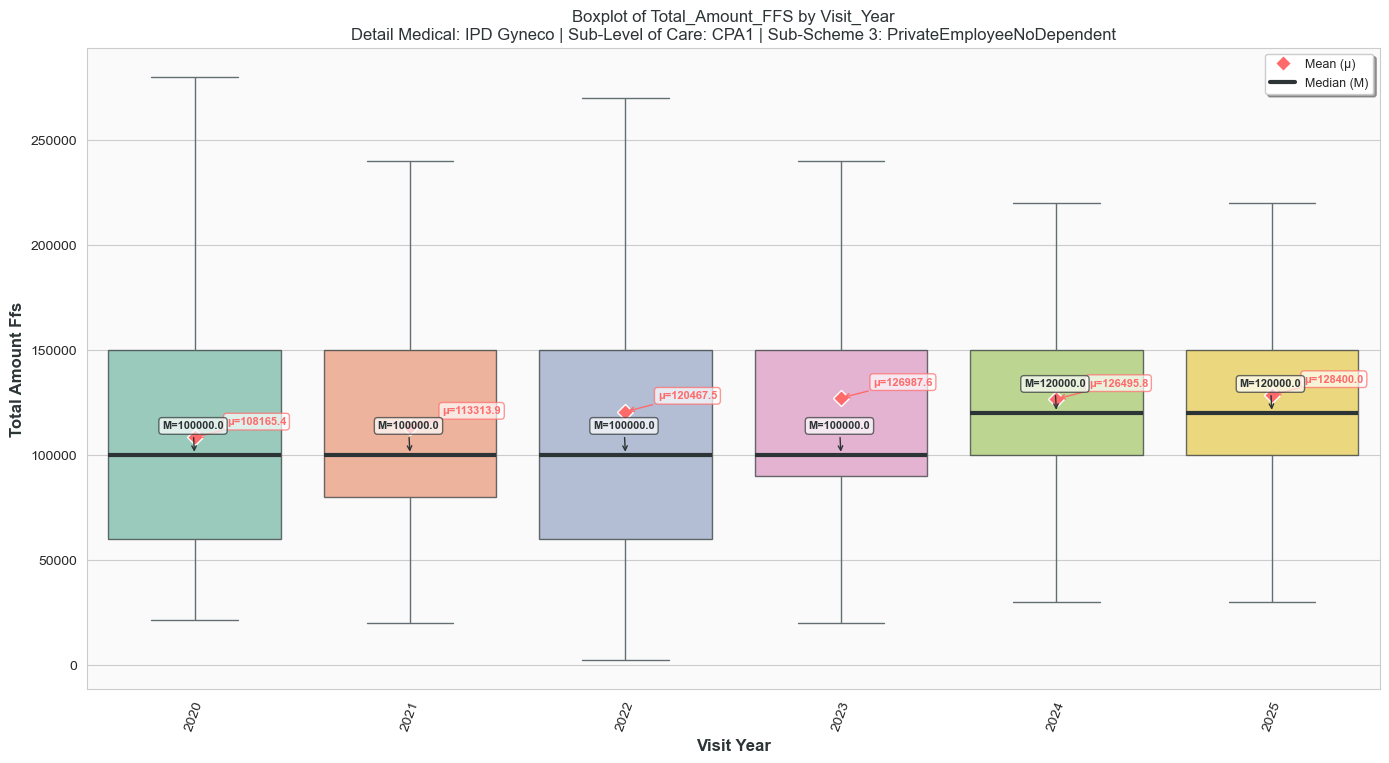 Boxplot of Total_Amount_FFS by Visit_Year
Detail Medical: IPD Gyneco | Sub-Level of Care: CPA1 | Sub-Scheme 3: PrivateEmployeeNoDependent
Mean (μ)
Median (M)
Total Amount Ffs
250000
200000
150000
100000
50000
0
M=100000.0
μ=108165.4
M=100000.0
μ=113313.9
M=100000.0
μ=120467.5
M=100000.0
μ=126987.6
M=120000.0
μ=126495.8
M=120000.0
μ=128400.0
2020
2021
2022
2023
2024
2025
Visit Year